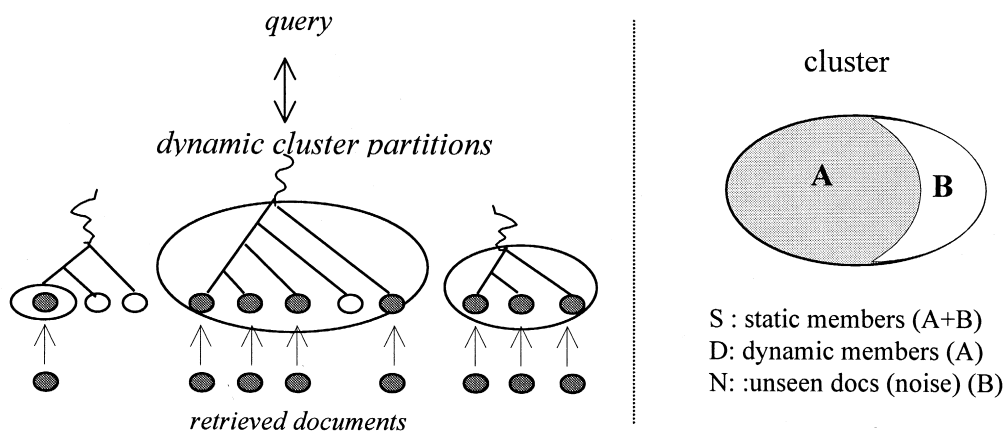 query
dynamic cluster partitions
retrieved documents
cluster
A
B
S : static members (A+B)
D: dynamic members (A)
N: :unseen docs (noise) (B)